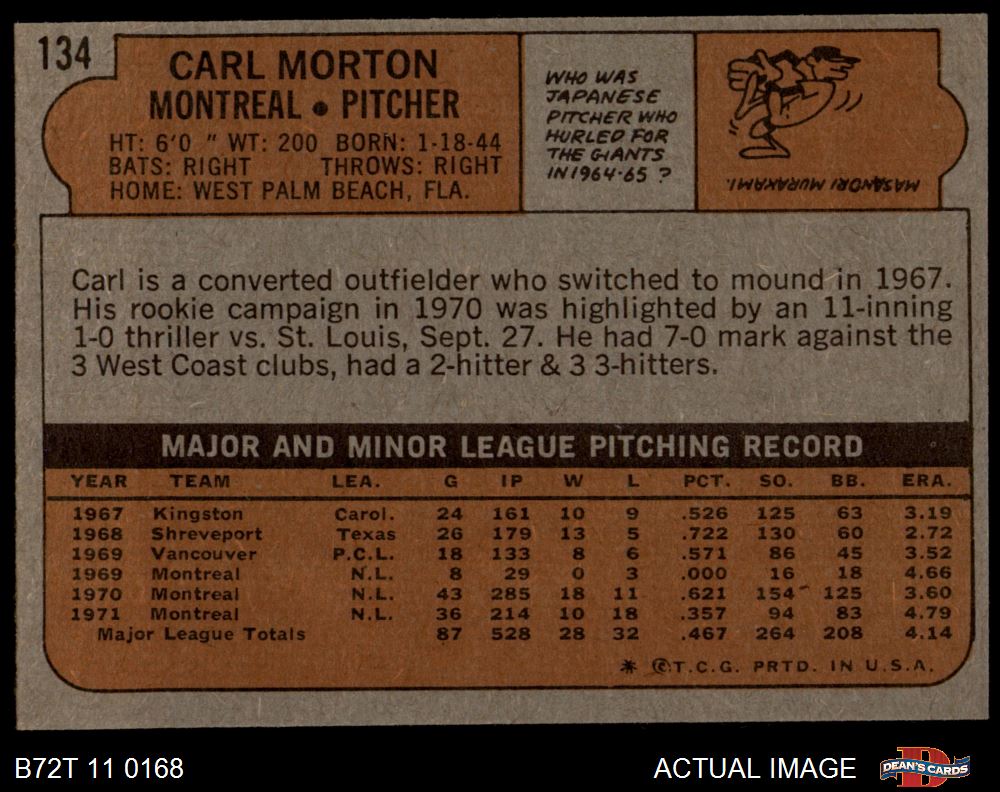 134
CARL MORTON
MONTREAL • PITCHER
HT: 6'0 " WT: 200 BORN: 1-18-44
BATS: RIGHT THROWS: RIGHT
HOME: WEST PALM BEACH, FLA.
WHO WAS
JAPANESE
PITCHER WHO
HURLED FOR
THE GIANTS
IN 1964-65 ?
MASANORI MURAKAMI.
Carl is a converted outfielder who switched to mound in 1967.
His rookie campaign in 1970 was highlighted by an 11-inning
1-0 thriller vs. St. Louis, Sept. 27. He had 7-0 mark against the
3 West Coast clubs, had a 2-hitter & 3 3-hitters.
MAJOR AND MINOR LEAGUE PITCHING RECORD
YEAR TEAM LEA. G IP W L PCT. SO. BB. ERA.
1967 Kingston Carol. 24 161 10 9 .526 125 63 3.19
1968 Shreveport Texas 26 179 13 5 .722 130 60 2.72
1969 Vancouver P.C.L. 18 133 8 6 .571 86 45 3.52
1969 Montreal N.L. 8 29 0 3 .000 16 18 4.66
1970 Montreal N.L. 43 285 18 11 .621 154 125 3.60
1971 Montreal N.L. 36 214 10 18 .357 94 83 4.79
Major League Totals 87 528 28 32 .467 264 208 4.14
* ©T.C.G. PRTD. IN U.S.A.
B72T 11 0168
ACTUAL IMAGE
D
DEAN'S CARDS